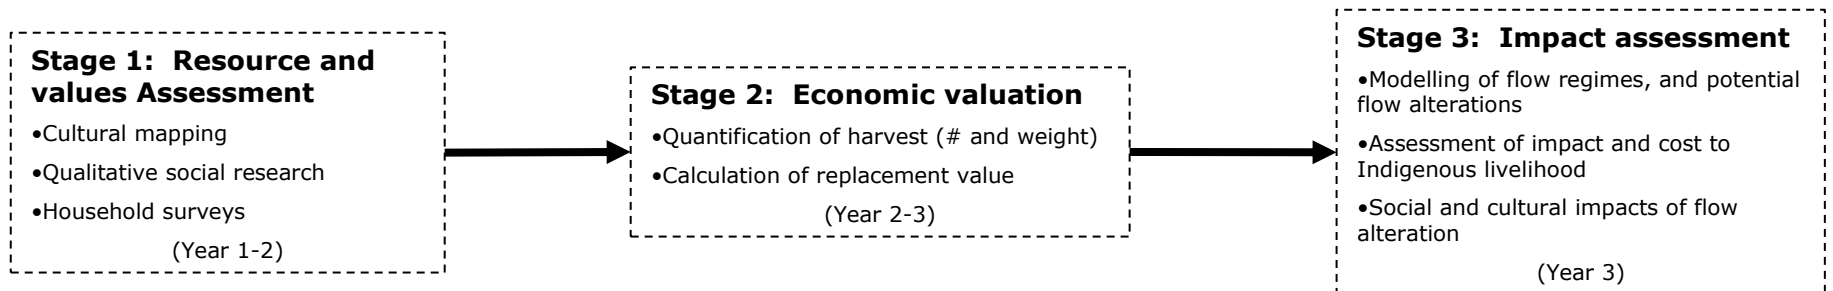 Stage 1:  Resource and
values Assessment
•Cultural mapping
•Qualitative social research
•Household surveys
(Year 1-2)
Stage 2:  Economic valuation
•Quantification of harvest (# and weight)
•Calculation of replacement value
(Year 2-3)
Stage 3:  Impact assessment
•Modelling of flow regimes, and potential
flow alterations
•Assessment of impact and cost to
Indigenous livelihood
•Social and cultural impacts of flow
alteration
(Year 3)